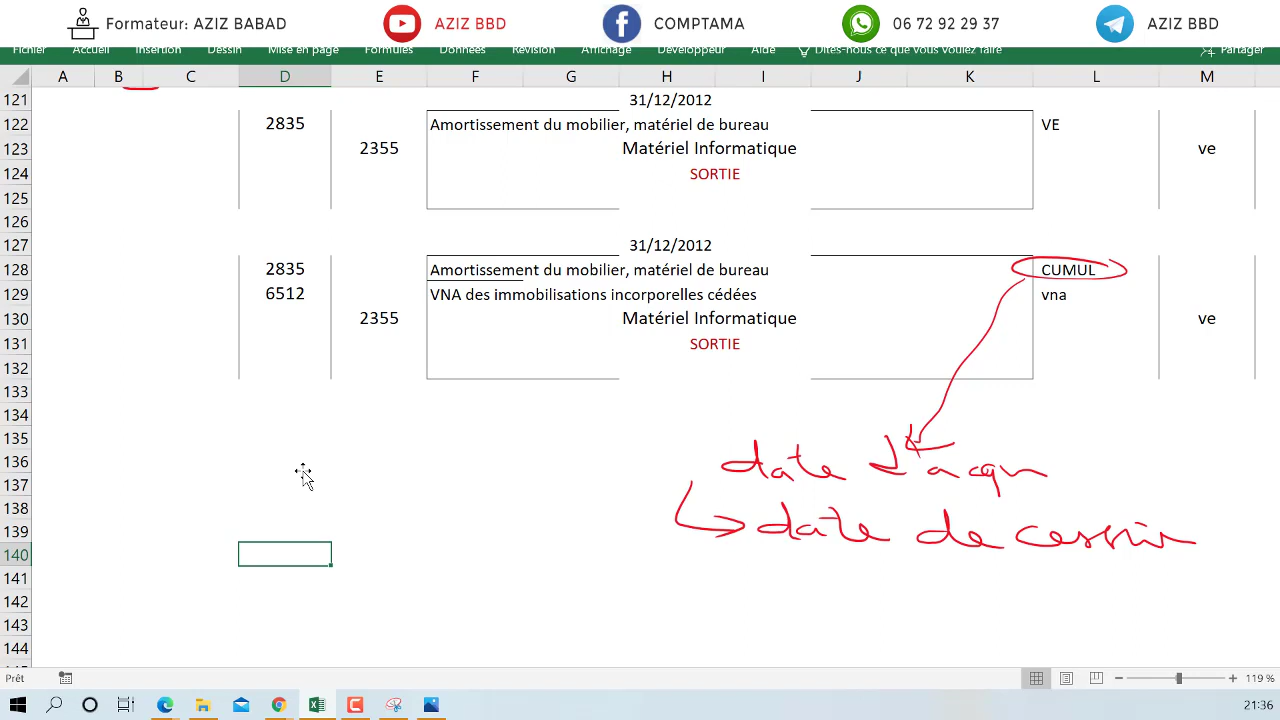 Formateur: AZIZ BABAD AZIZ BBD COMPTAMA 06 72 92 29 37 AZIZ BBD
Fichier Accueil Insertion Dessin Mise en page Formules Données Révision Affichage Développeur Aide Dites-nous ce que vous voulez faire Partager
A B C D E F G H I J K L M
121 31/12/2012
122 2835 Amortissement du mobilier, matériel de bureau VE
123 2355 Matériel Informatique ve
124 SORTIE
125
126
127 31/12/2012
128 2835 Amortissement du mobilier, matériel de bureau CUMUL
129 6512 VNA des immobilisations incorporelles cédées vna
130 2355 Matériel Informatique ve
131 SORTIE
132
133
134
135
136 date d'acqu
137
138
139 date de cession
140
141
142
143
144
Prêt 119 %
21:36